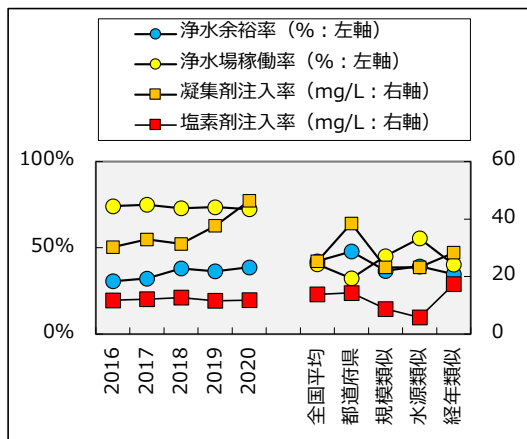 浄水余裕率（%：左軸）
浄水場稼働率（%：左軸）
凝集剤注入率（mg/L：右軸）
塩素剤注入率（mg/L：右軸）
100%
60
40
50%
20
0%
0
2016
2017
2018
2019
2020
全国平均
都道府県
規模類似
水源類似
経年類似